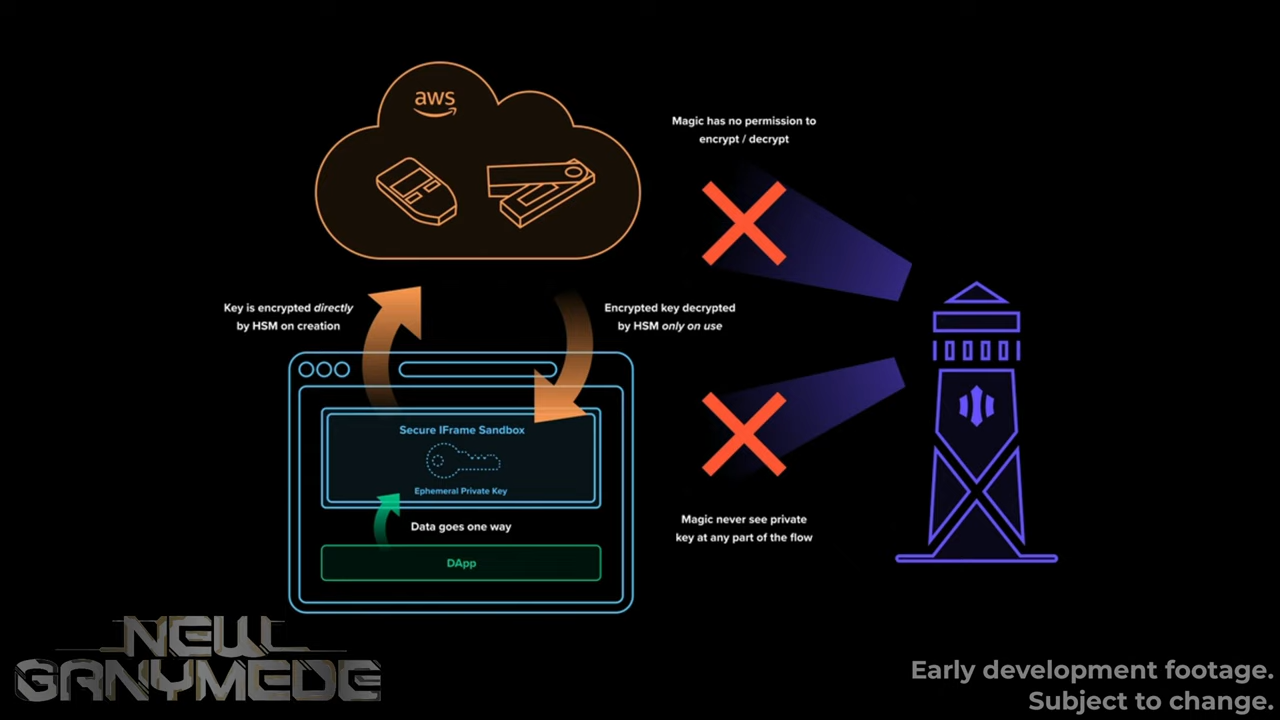 aws
Magic has no permission to
encrypt / decrypt
Key is encrypted directly
by HSM on creation
Encrypted key decrypted
by HSM only on use
Secure IFrame Sandbox
Ephemeral Private Key
Data goes one way
DApp
Magic never see private
key at any part of the flow
NEW
GANYMEDE
Early development footage.
Subject to change.